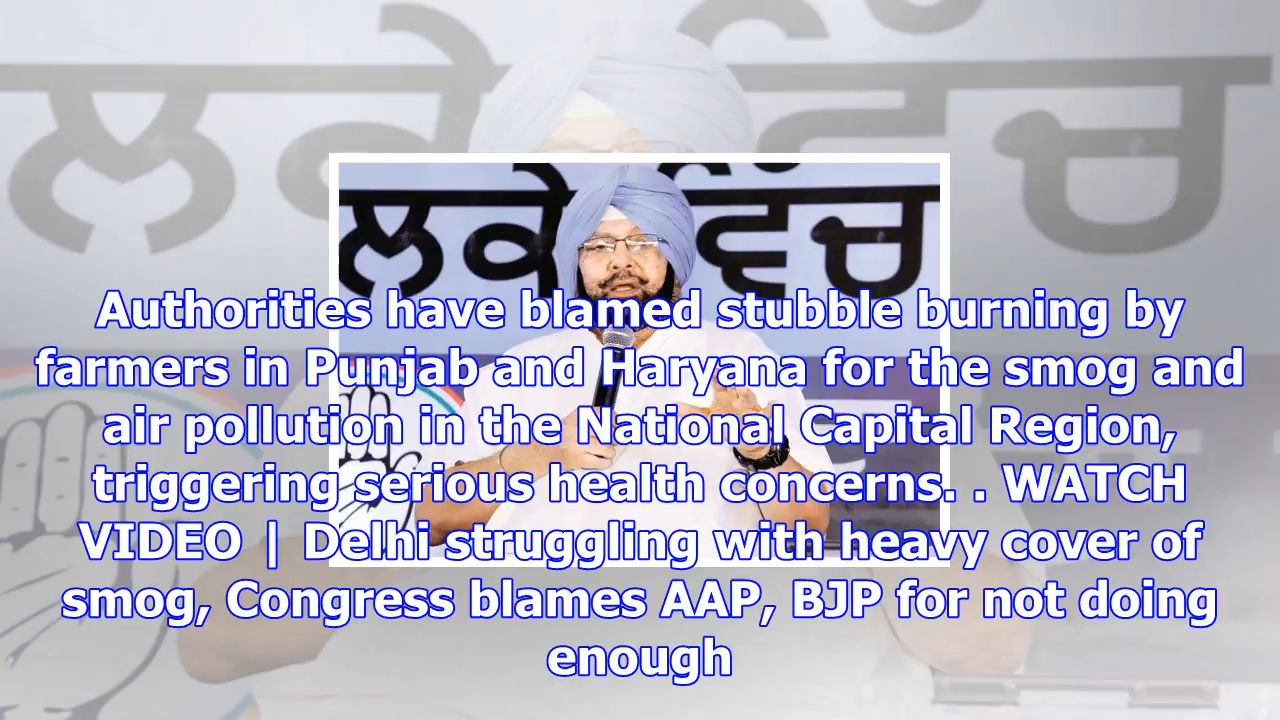 ਲਕੇ ਵਿੱਚ
Authorities have blamed stubble burning by
farmers in Punjab and Haryana for the smog and
air pollution in the National Capital Region,
triggering serious health concerns. . WATCH
VIDEO | Delhi struggling with heavy cover of
smog, Congress blames AAP, BJP for not doing
enough